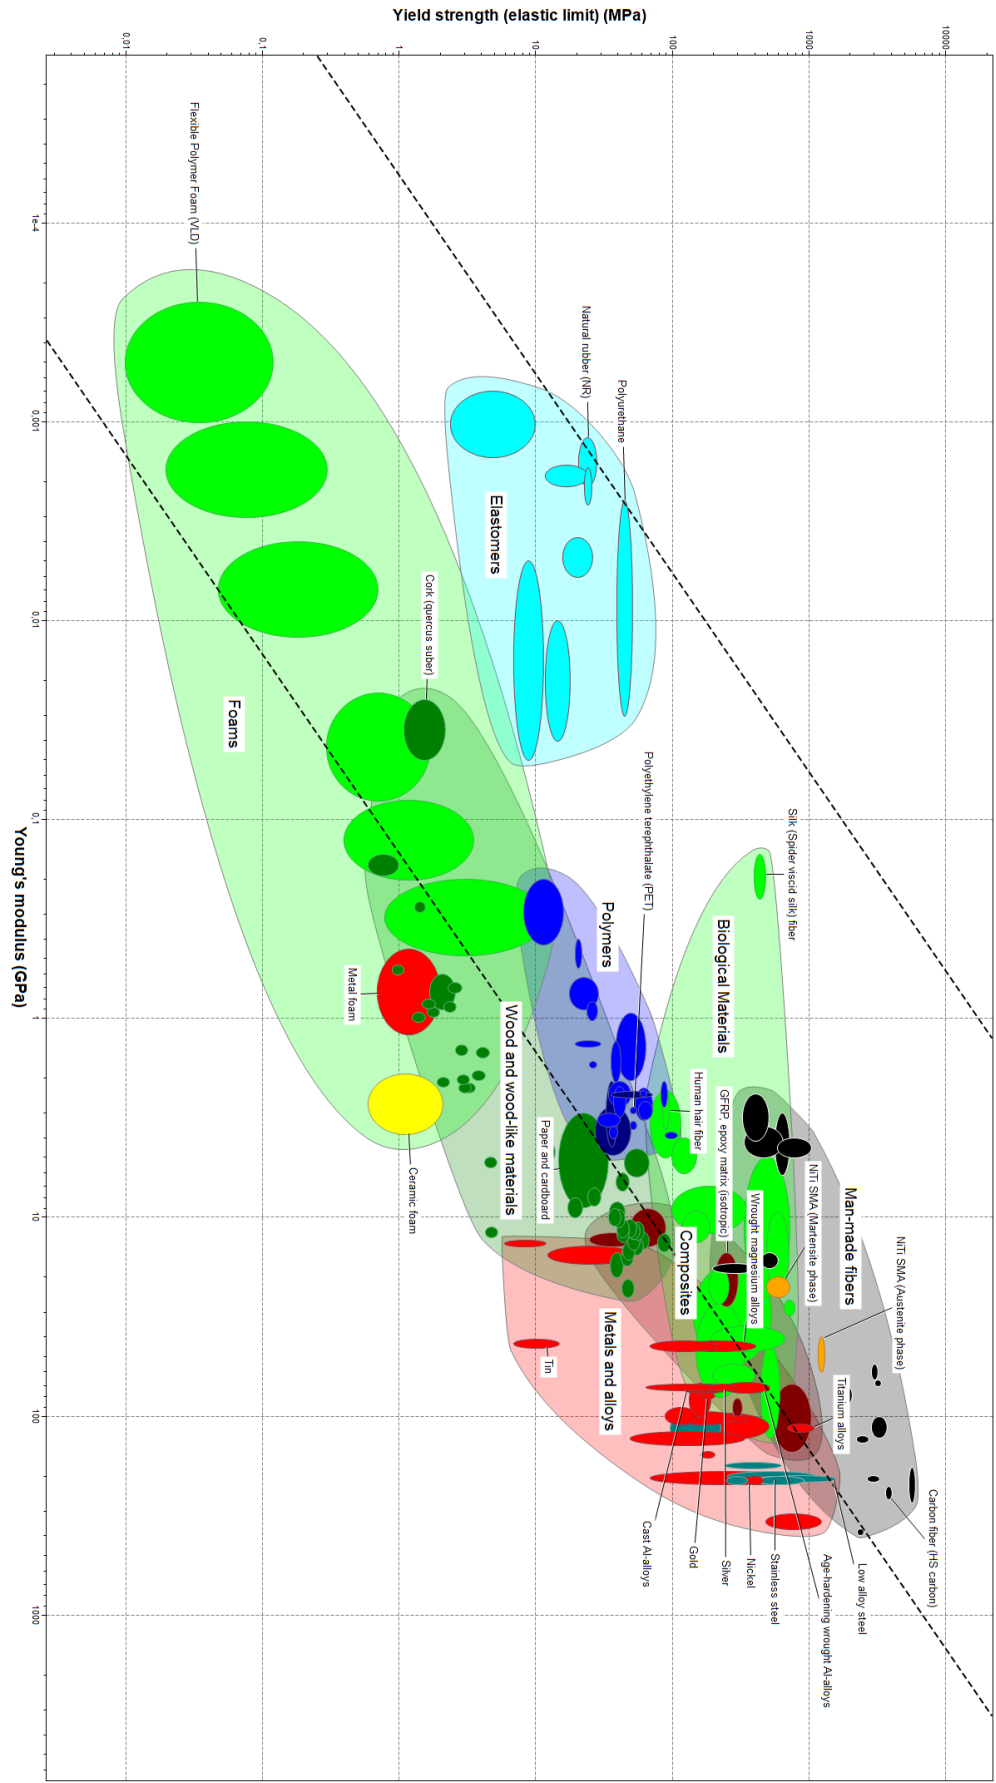 Yield strength (elastic limit) (MPa)
10000
1000
100
10
1
0,1
0,01
1e-4
0,001
0,01
0,1
1
10
100
1000
Young's modulus (GPa)
Flexible Polymer Foam (VLD)
Natural rubber (NR)
Polyurethane
Elastomers
Cork (quercus suber)
Foams
Polyethylene terephthalate (PET)
Silk (Spider viscid silk) fiber
Polymers
Biological Materials
Metal foam
Wood and wood-like materials
Human hair fiber
GFRP, epoxy matrix (isotropic)
Paper and cardboard
Ceramic foam
NiTi SMA (Martensite phase)
Wrought magnesium alloys
Man-made fibers
NiTi SMA (Austenite phase)
Composites
Metals and alloys
Tin
Titanium alloys
Carbon fiber (HS carbon)
Cast Al-alloys
Gold
Silver
Nickel
Stainless steel
Age-hardening wrought Al-alloys
Low alloy steel